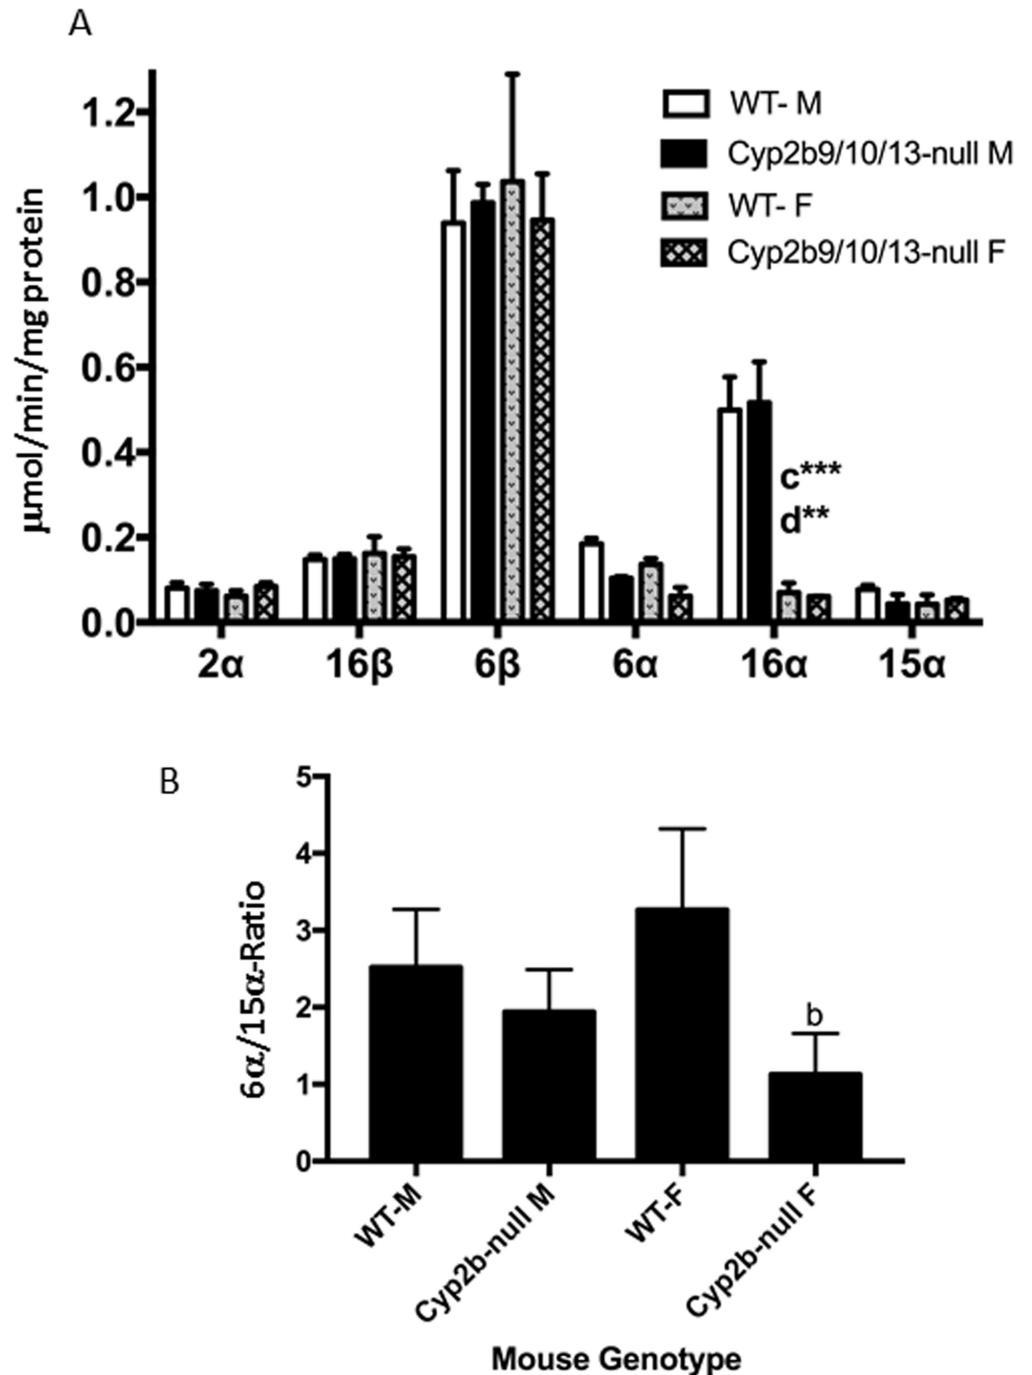 A
μmol/min/mg protein
1.2
1.0
0.8
0.6
0.4
0.2
0.0
WT- M
Cyp2b9/10/13-null M
WT- F
Cyp2b9/10/13-null F
c***
d**
2α 16β 6β 6α 16α 15α
B
6α/15α-Ratio
5
4
3
2
1
0
b
WT-M
Cyp2b-null M
WT-F
Cyp2b-null F
Mouse Genotype